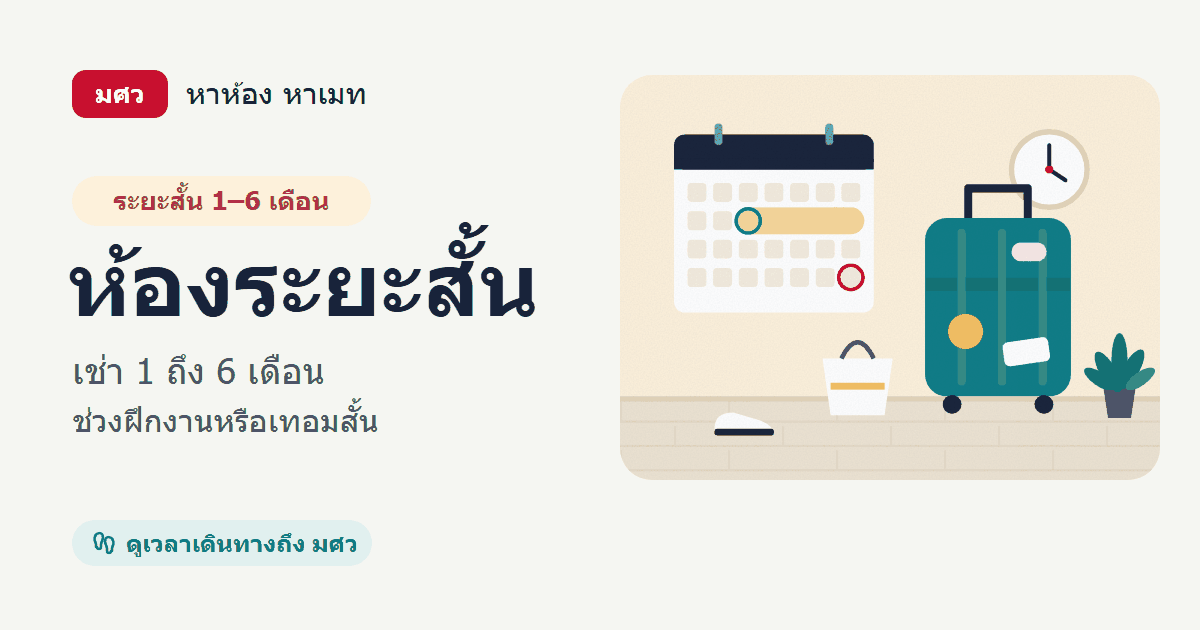 มศว หาห้อง หาเมท
ระยะสั้น 1–6 เดือน
ห้องระยะสั้น
เช่า 1 ถึง 6 เดือน
ช่วงฝึกงานหรือเทอมสั้น
ดูเวลาเดินทางถึง มศว